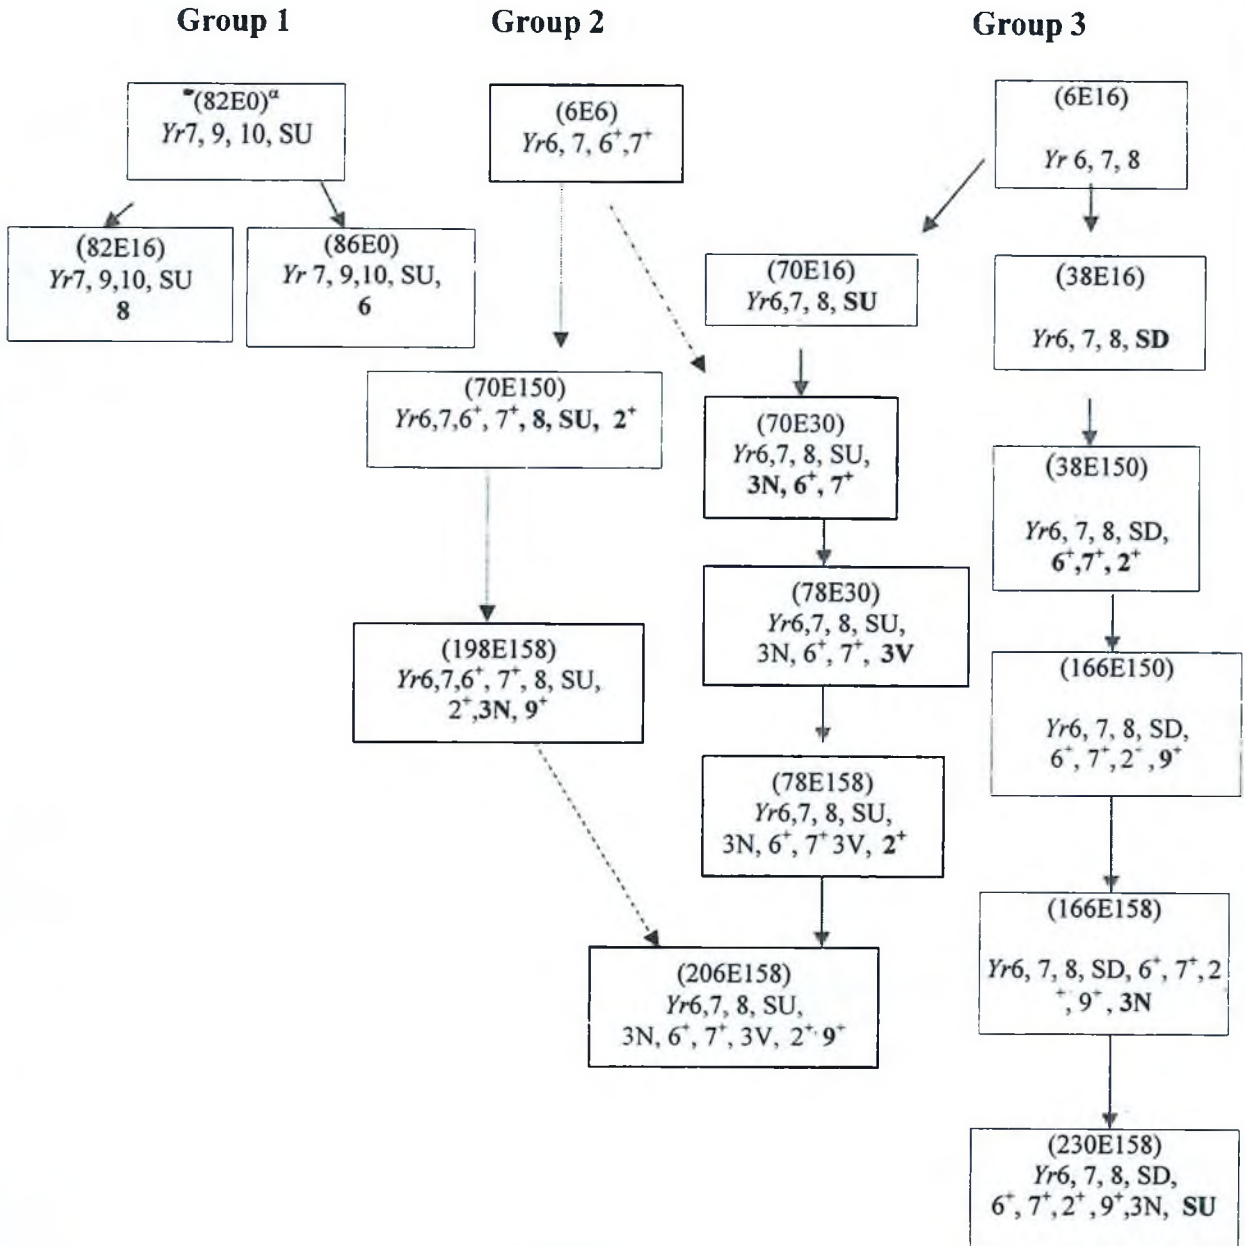 Group 1
Group 2
Group 3
(82E0)ᵅ
Yr7, 9, 10, SU
(82E16)
Yr7, 9,10, SU
8
(86E0)
Yr 7, 9,10, SU,
6
(6E6)
Yr6, 7, 6⁺,7⁺
(70E150)
Yr6,7,6⁺, 7⁺, 8, SU, 2⁺
(198E158)
Yr6,7,6⁺, 7⁺, 8, SU,
2⁺,3N, 9⁺
(6E16)
Yr 6, 7, 8
(70E16)
Yr6,7, 8, SU
(70E30)
Yr6,7, 8, SU,
3N, 6⁺, 7⁺
(78E30)
Yr6,7, 8, SU,
3N, 6⁺, 7⁺, 3V
(78E158)
Yr6,7, 8, SU,
3N, 6⁺, 7⁺ 3V, 2⁺
(206E158)
Yr6,7, 8, SU,
3N, 6⁺, 7⁺, 3V, 2⁺, 9⁺
(38E16)
Yr6, 7, 8, SD
(38E150)
Yr6, 7, 8, SD,
6⁺,7⁺, 2⁺
(166E150)
Yr6, 7, 8, SD,
6⁺, 7⁺, 2⁻ , 9⁺
(166E158)
Yr6, 7, 8, SD, 6⁺, 7⁺, 2
⁺, 9⁺, 3N
(230E158)
Yr6, 7, 8, SD,
6⁺, 7⁺, 2⁺ , 9⁺,3N, SU